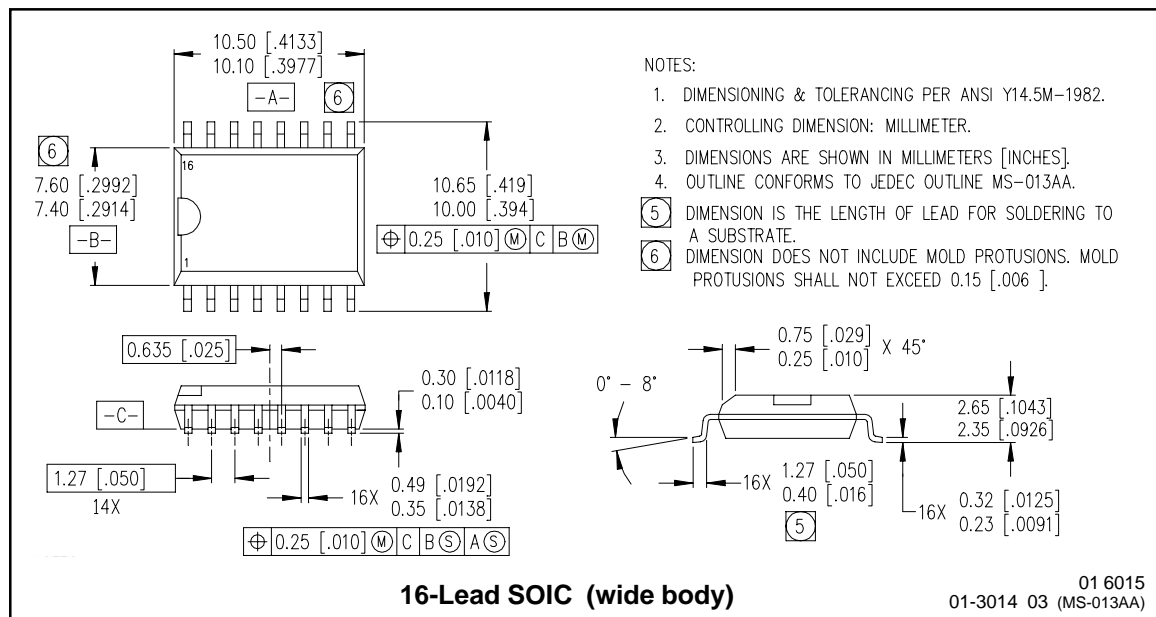 10.50 [.4133]
10.10 [.3977]
-A- 6
6
7.60 [.2992]
7.40 [.2914]
-B-
16
1
10.65 [.419]
10.00 [.394]
⌖ 0.25 [.010] Ⓜ C B Ⓜ
NOTES:
1. DIMENSIONING & TOLERANCING PER ANSI Y14.5M-1982.
2. CONTROLLING DIMENSION: MILLIMETER.
3. DIMENSIONS ARE SHOWN IN MILLIMETERS [INCHES].
4. OUTLINE CONFORMS TO JEDEC OUTLINE MS-013AA.
5 DIMENSION IS THE LENGTH OF LEAD FOR SOLDERING TO
A SUBSTRATE.
6 DIMENSION DOES NOT INCLUDE MOLD PROTUSIONS. MOLD
PROTUSIONS SHALL NOT EXCEED 0.15 [.006 ].
0.635 [.025]
-C-
0.30 [.0118]
0.10 [.0040]
1.27 [.050]
14X
16X 0.49 [.0192]
0.35 [.0138]
⌖ 0.25 [.010] Ⓜ C B Ⓢ A Ⓢ
0.75 [.029]
0.25 [.010] X 45°
0° - 8°
2.65 [.1043]
2.35 [.0926]
16X 1.27 [.050]
0.40 [.016]
5
16X 0.32 [.0125]
0.23 [.0091]
16-Lead SOIC (wide body)
01 6015
01-3014 03 (MS-013AA)